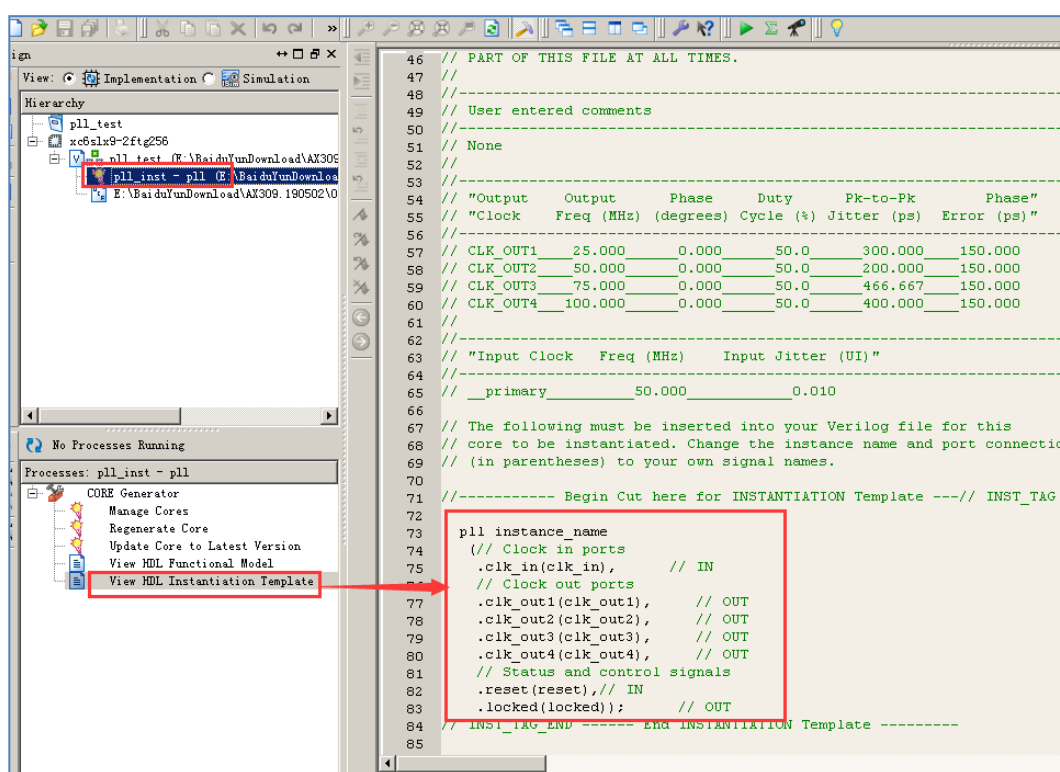 ign
View: Implementation Simulation
Hierarchy
pll_test
xc6slx9-2ftg256
pll_test (E:\BaiduYunDownload\AX309
pll_inst - pll (E:\BaiduYunDownloa
E:\BaiduYunDownload\AX309.190502\0
No Processes Running
Processes: pll_inst - pll
CORE Generator
Manage Cores
Regenerate Core
Update Core to Latest Version
View HDL Functional Model
View HDL Instantiation Template
46 // PART OF THIS FILE AT ALL TIMES.
47 //
48 //----------------------------------------------------------------------------
49 // User entered comments
50 //----------------------------------------------------------------------------
51 // None
52 //
53 //----------------------------------------------------------------------------
54 // "Output Output Phase Duty Pk-to-Pk Phase"
55 // "Clock Freq (MHz) (degrees) Cycle (%) Jitter (ps) Error (ps)"
56 //----------------------------------------------------------------------------
57 // CLK_OUT1____25.000______0.000______50.0______300.000____150.000
58 // CLK_OUT2____50.000______0.000______50.0______200.000____150.000
59 // CLK_OUT3____75.000______0.000______50.0______466.667____150.000
60 // CLK_OUT4___100.000______0.000______50.0______400.000____150.000
61 //
62 //----------------------------------------------------------------------------
63 // "Input Clock Freq (MHz) Input Jitter (UI)"
64 //----------------------------------------------------------------------------
65 // __primary__________50.000____________0.010
66
67 // The following must be inserted into your Verilog file for this
68 // core to be instantiated. Change the instance name and port connectio
69 // (in parentheses) to your own signal names.
70
71 //----------- Begin Cut here for INSTANTIATION Template ---// INST_TAG
72
73 pll instance_name
74 (// Clock in ports
75 .clk_in(clk_in), // IN
// Clock out ports
77 .clk_out1(clk_out1), // OUT
78 .clk_out2(clk_out2), // OUT
79 .clk_out3(clk_out3), // OUT
80 .clk_out4(clk_out4), // OUT
81 // Status and control signals
82 .reset(reset),// IN
83 .locked(locked)); // OUT
84 // INST_TAG_END ------ End INSTANTIATION Template ---------
85